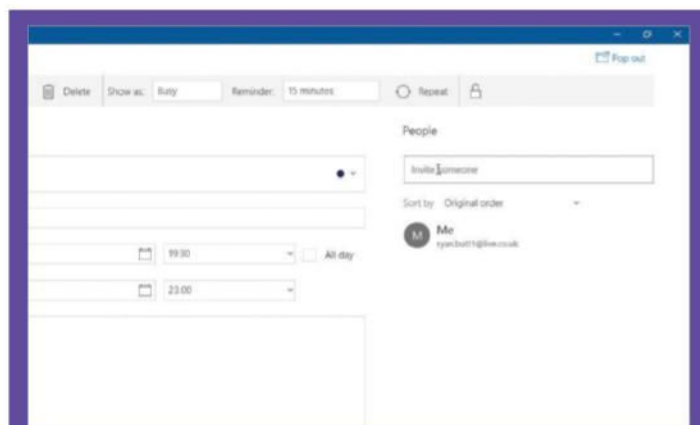 Pop out
Delete Show as: Busy Reminder: 15 minutes Repeat
People
Invite someone
Sort by Original order
M Me
19:30 All day
23:00